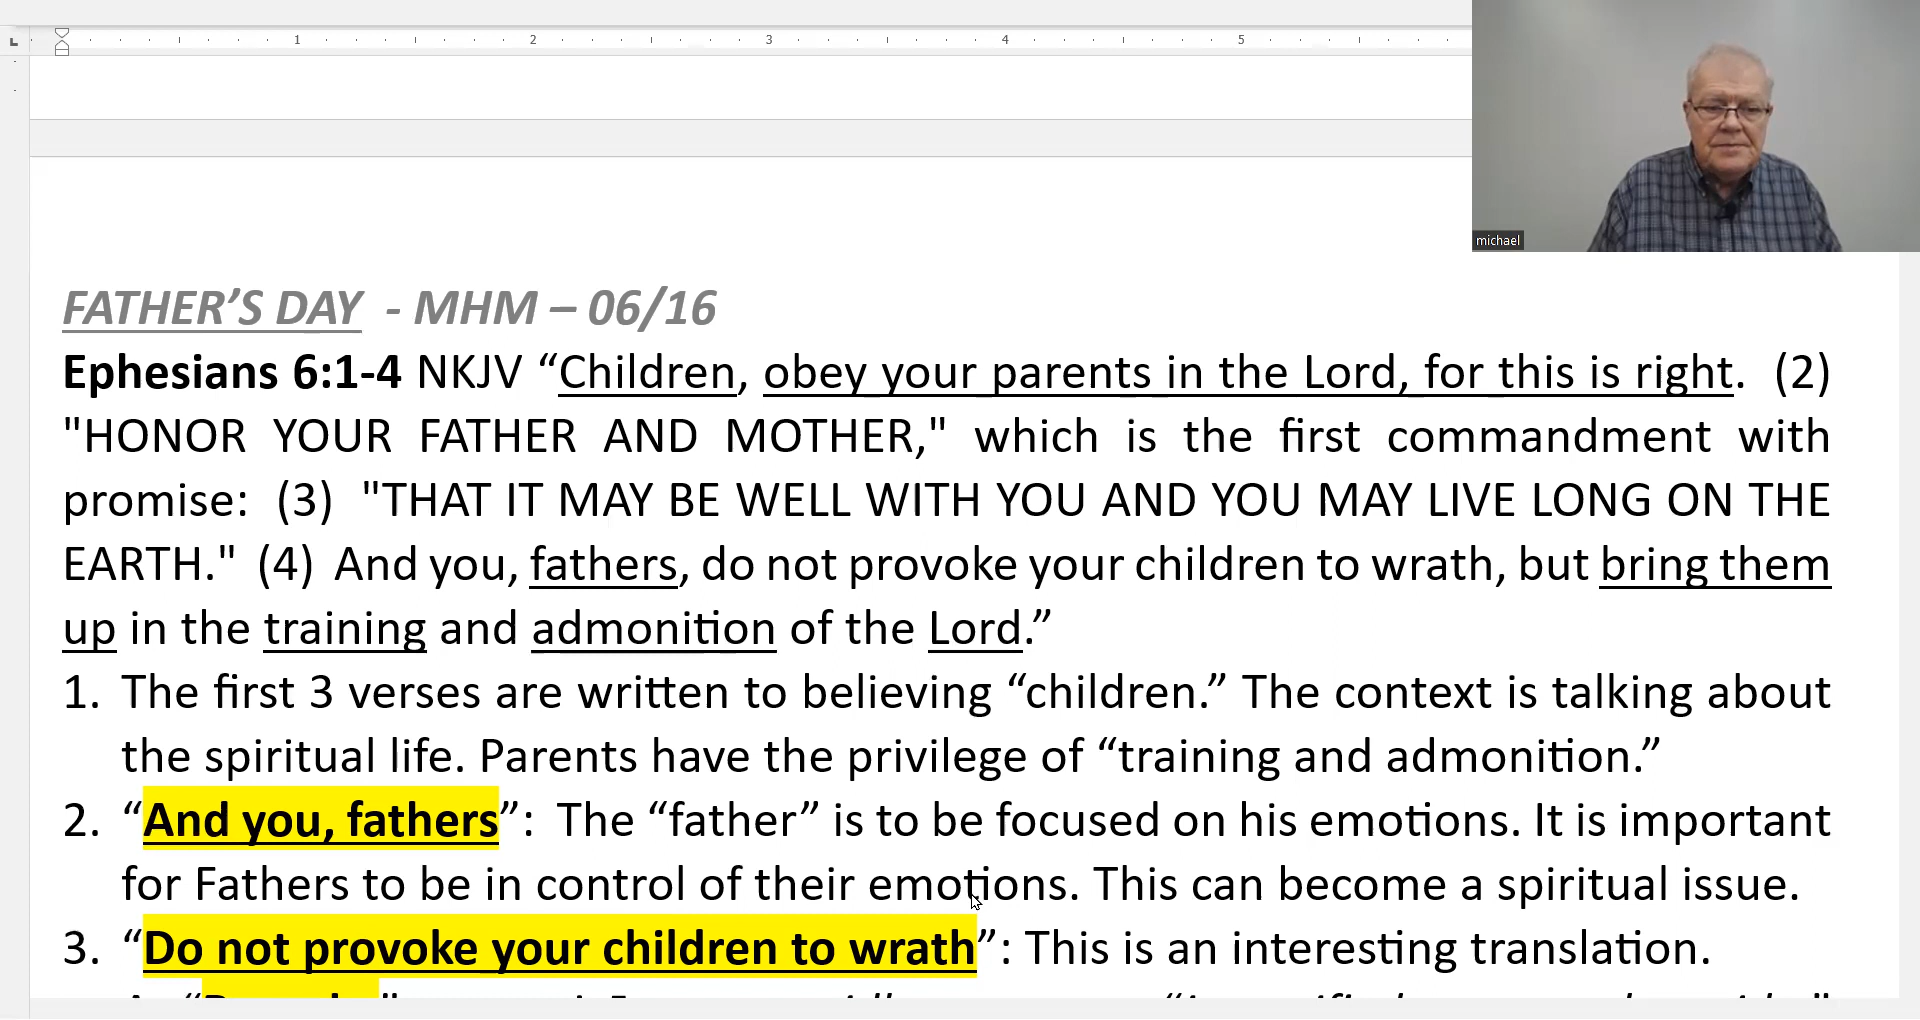 1 2 3 4 5
michael
FATHER’S DAY - MHM – 06/16
Ephesians 6:1-4 NKJV “Children, obey your parents in the Lord, for this is right. (2)
"HONOR YOUR FATHER AND MOTHER," which is the first commandment with
promise: (3) "THAT IT MAY BE WELL WITH YOU AND YOU MAY LIVE LONG ON THE
EARTH." (4) And you, fathers, do not provoke your children to wrath, but bring them
up in the training and admonition of the Lord.”
1. The first 3 verses are written to believing “children.” The context is talking about
the spiritual life. Parents have the privilege of “training and admonition.”
2. “And you, fathers”: The “father” is to be focused on his emotions. It is important
for Fathers to be in control of their emotions. This can become a spiritual issue.
3. “Do not provoke your children to wrath”: This is an interesting translation.